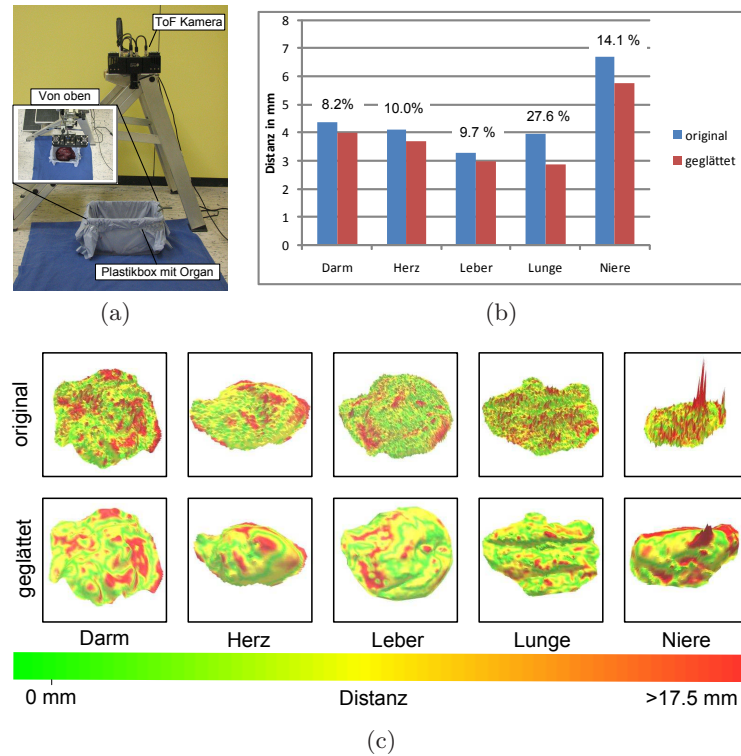 ToF Kamera
Von oben
Plastikbox mit Organ
(a)
8
7
6
5
4
3
2
1
0
Distanz in mm
8.2%
10.0%
9.7 %
27.6 %
14.1 %
Darm Herz Leber Lunge Niere
original
geglättet
(b)
original
geglättet
Darm Herz Leber Lunge Niere
0 mm Distanz >17.5 mm
(c)